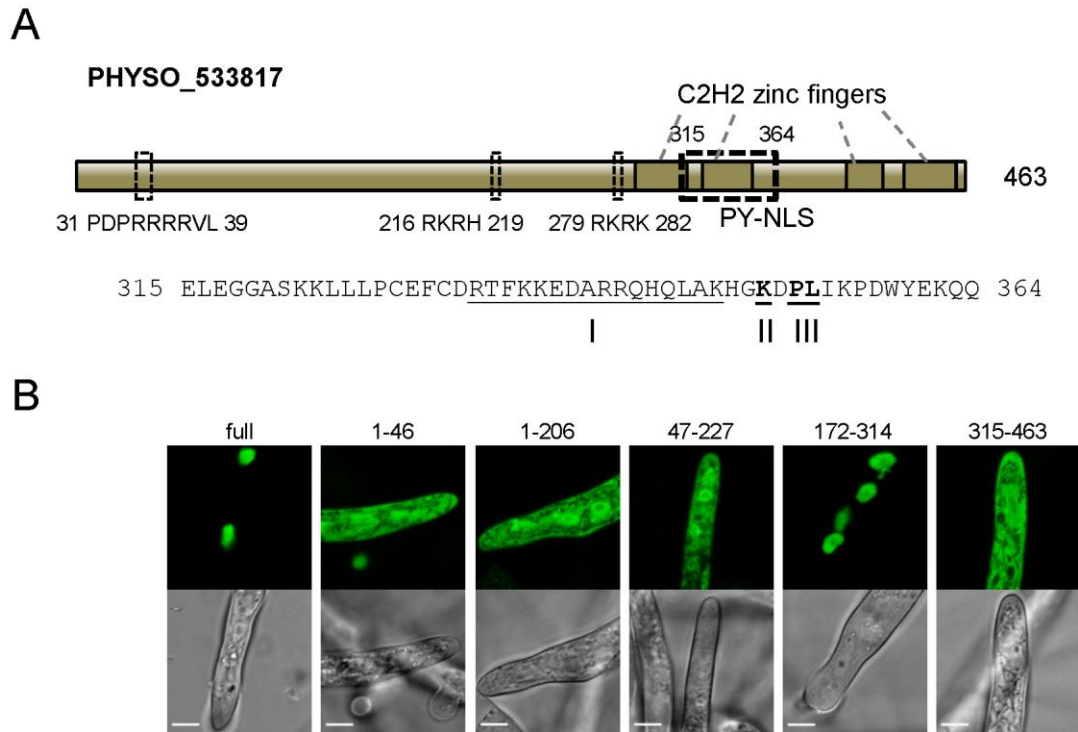 A
PHYSO_533817
C2H2 zinc fingers
315 364
463
31 PDPRRRRVL 39 216 RKRH 219 279 RKRK 282 PY-NLS
315 ELEGGASKKLLLPCEFCDRTFKKEDARRQHQLAKHGKDPLIKPDWYEKQQ 364
I II III
B
full 1-46 1-206 47-227 172-314 315-463